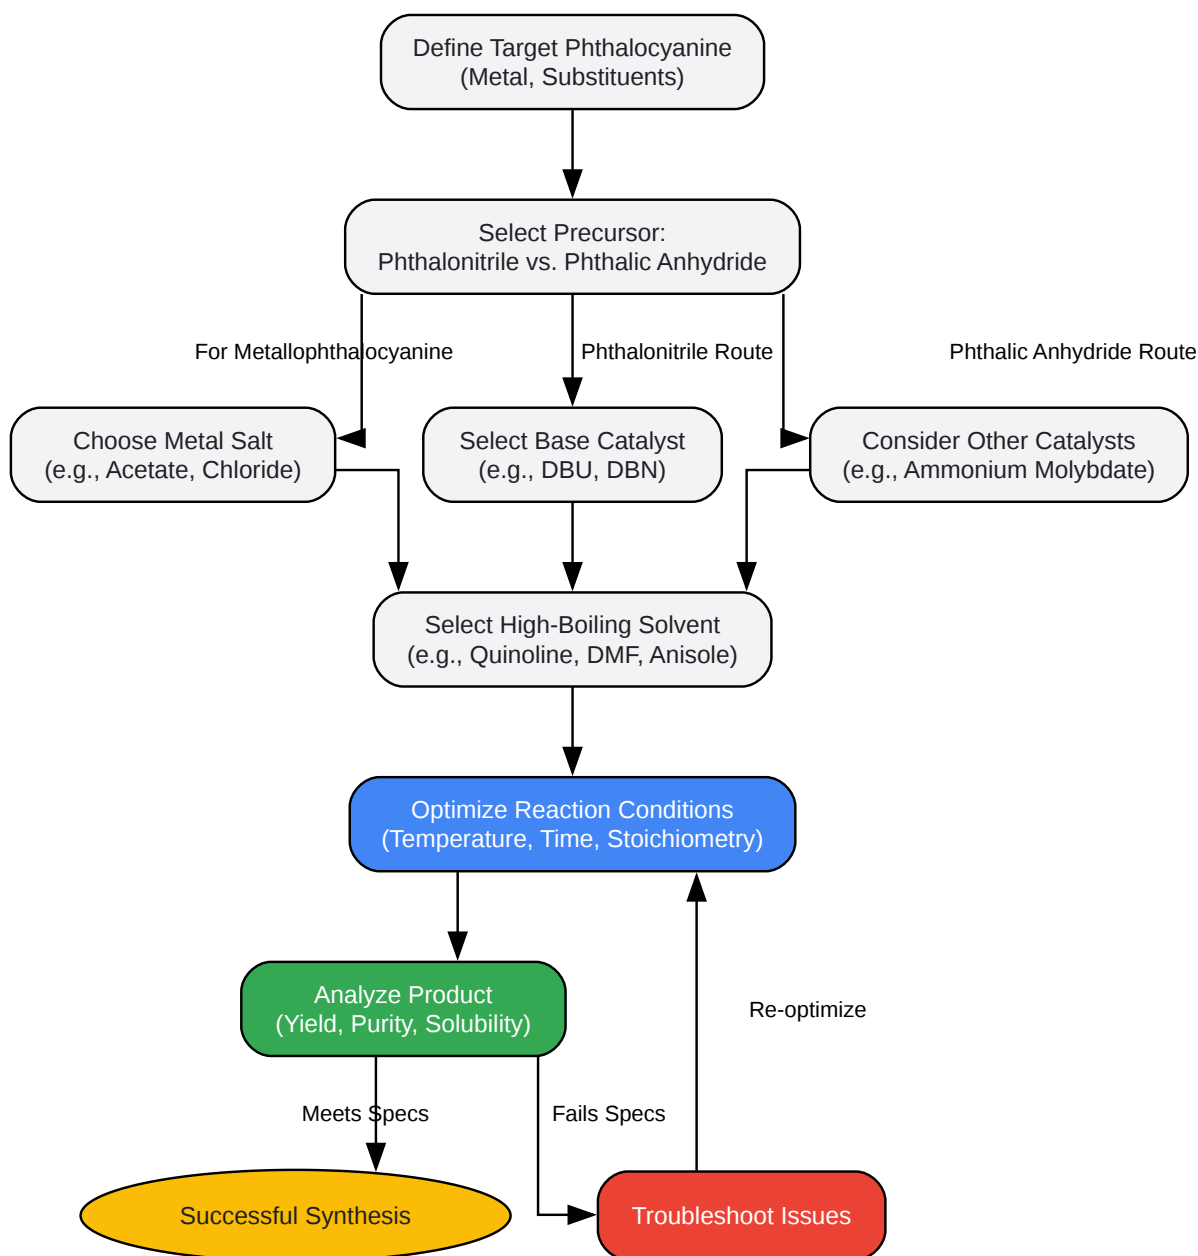 Define Target Phthalocyanine
(Metal, Substituents)
Select Precursor:
Phthalonitrile vs. Phthalic Anhydride
For Metallophthalocyanine
Phthalonitrile Route
Phthalic Anhydride Route
Choose Metal Salt
(e.g., Acetate, Chloride)
Select Base Catalyst
(e.g., DBU, DBN)
Consider Other Catalysts
(e.g., Ammonium Molybdate)
Select High-Boiling Solvent
(e.g., Quinoline, DMF, Anisole)
Optimize Reaction Conditions
(Temperature, Time, Stoichiometry)
Analyze Product
(Yield, Purity, Solubility)
Re-optimize
Meets Specs
Fails Specs
Successful Synthesis
Troubleshoot Issues